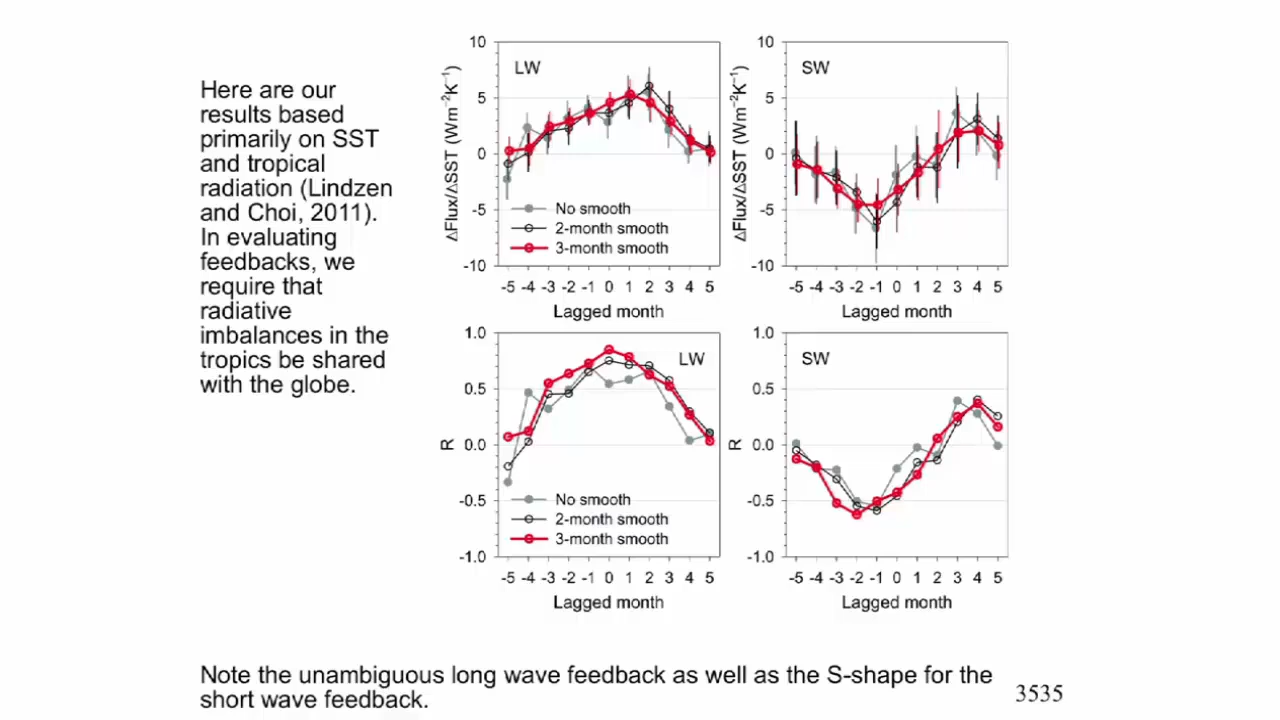 Here are our
results based
primarily on SST
and tropical
radiation (Lindzen
and Choi, 2011).
In evaluating
feedbacks, we
require that
radiative
imbalances in the
tropics be shared
with the globe.
10
5
0
-5
-10
ΔFlux/ΔSST (Wm⁻²K⁻¹)
LW
No smooth
2-month smooth
3-month smooth
-5 -4 -3 -2 -1 0 1 2 3 4 5
Lagged month
10
5
0
-5
-10
ΔFlux/ΔSST (Wm⁻²K⁻¹)
SW
-5 -4 -3 -2 -1 0 1 2 3 4 5
Lagged month
1.0
0.5
0.0
-0.5
-1.0
R
LW
No smooth
2-month smooth
3-month smooth
-5 -4 -3 -2 -1 0 1 2 3 4 5
Lagged month
1.0
0.5
0.0
-0.5
-1.0
R
SW
-5 -4 -3 -2 -1 0 1 2 3 4 5
Lagged month
Note the unambiguous long wave feedback as well as the S-shape for the
short wave feedback.
3535